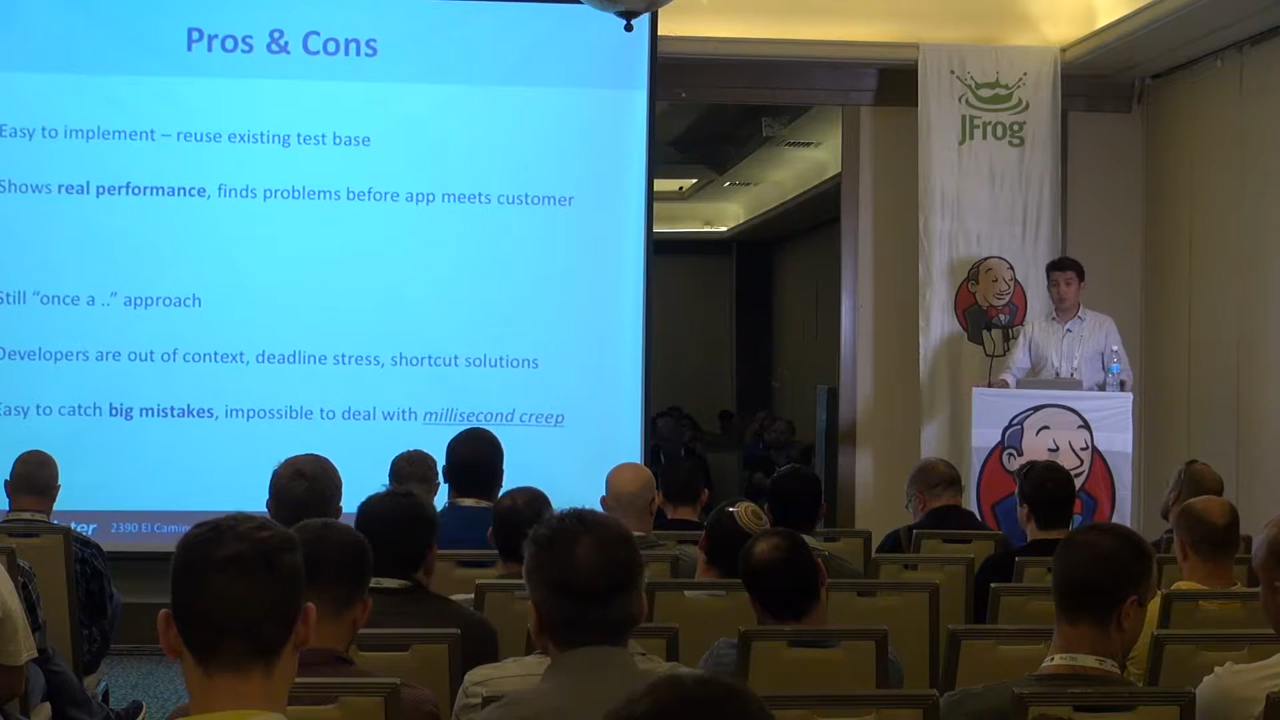 Pros & Cons
Easy to implement – reuse existing test base
Shows real performance, finds problems before app meets customer
Still “once a ..” approach
Developers are out of context, deadline stress, shortcut solutions
Easy to catch big mistakes, impossible to deal with millisecond creep
2390 El Camin
JFrog